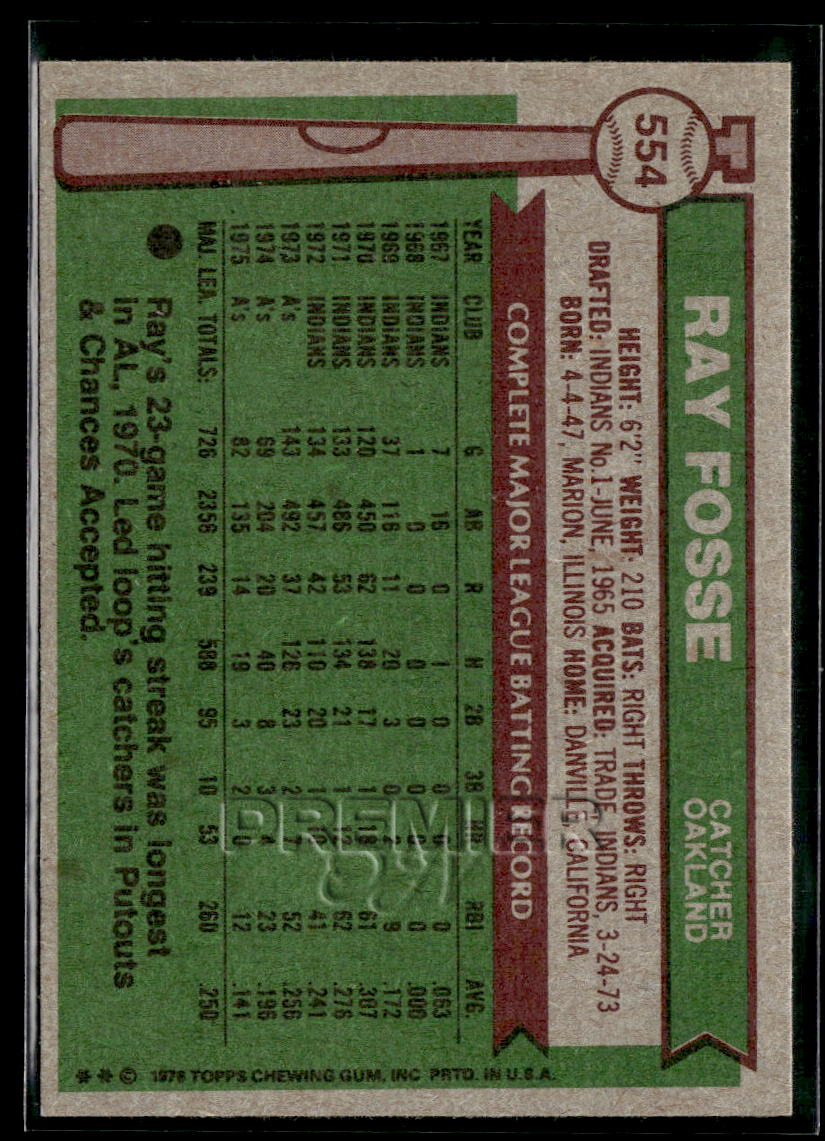 554
T
RAY FOSSE
CATCHER
OAKLAND
HEIGHT: 6'2" WEIGHT: 210 BATS: RIGHT THROWS: RIGHT
DRAFTED: INDIANS No.1-JUNE, 1965 ACQUIRED: TRADE, INDIANS, 3-24-73
BORN: 4-4-47, MARION, ILLINOIS HOME: DANVILLE, CALIFORNIA
COMPLETE MAJOR LEAGUE BATTING RECORD
YEAR CLUB G AB R H 2B 3B HR RBI AVG.
1967 INDIANS 7 16 0 1 0 0 0 0 .063
1968 INDIANS 1 0 0 0 0 0 0 0 .000
1969 INDIANS 37 116 11 20 3 0 2 9 .172
1970 INDIANS 120 450 62 138 17 1 18 61 .307
1971 INDIANS 133 486 53 134 21 1 12 62 .276
1972 INDIANS 134 457 42 110 20 1 10 41 .241
1973 A's 143 492 37 126 23 2 7 52 .256
1974 A's 69 204 20 40 8 3 4 23 .196
1975 A's 82 135 14 19 3 2 0 12 .141
MAJ. LEA. TOTALS: 726 2356 239 588 95 10 53 260 .250
Ray's 23-game hitting streak was longest
in AL, 1970. Led loop's catchers in Putouts
& Chances Accepted.
** © 1976 TOPPS CHEWING GUM, INC PRTD. IN U.S.A.
PREMIER